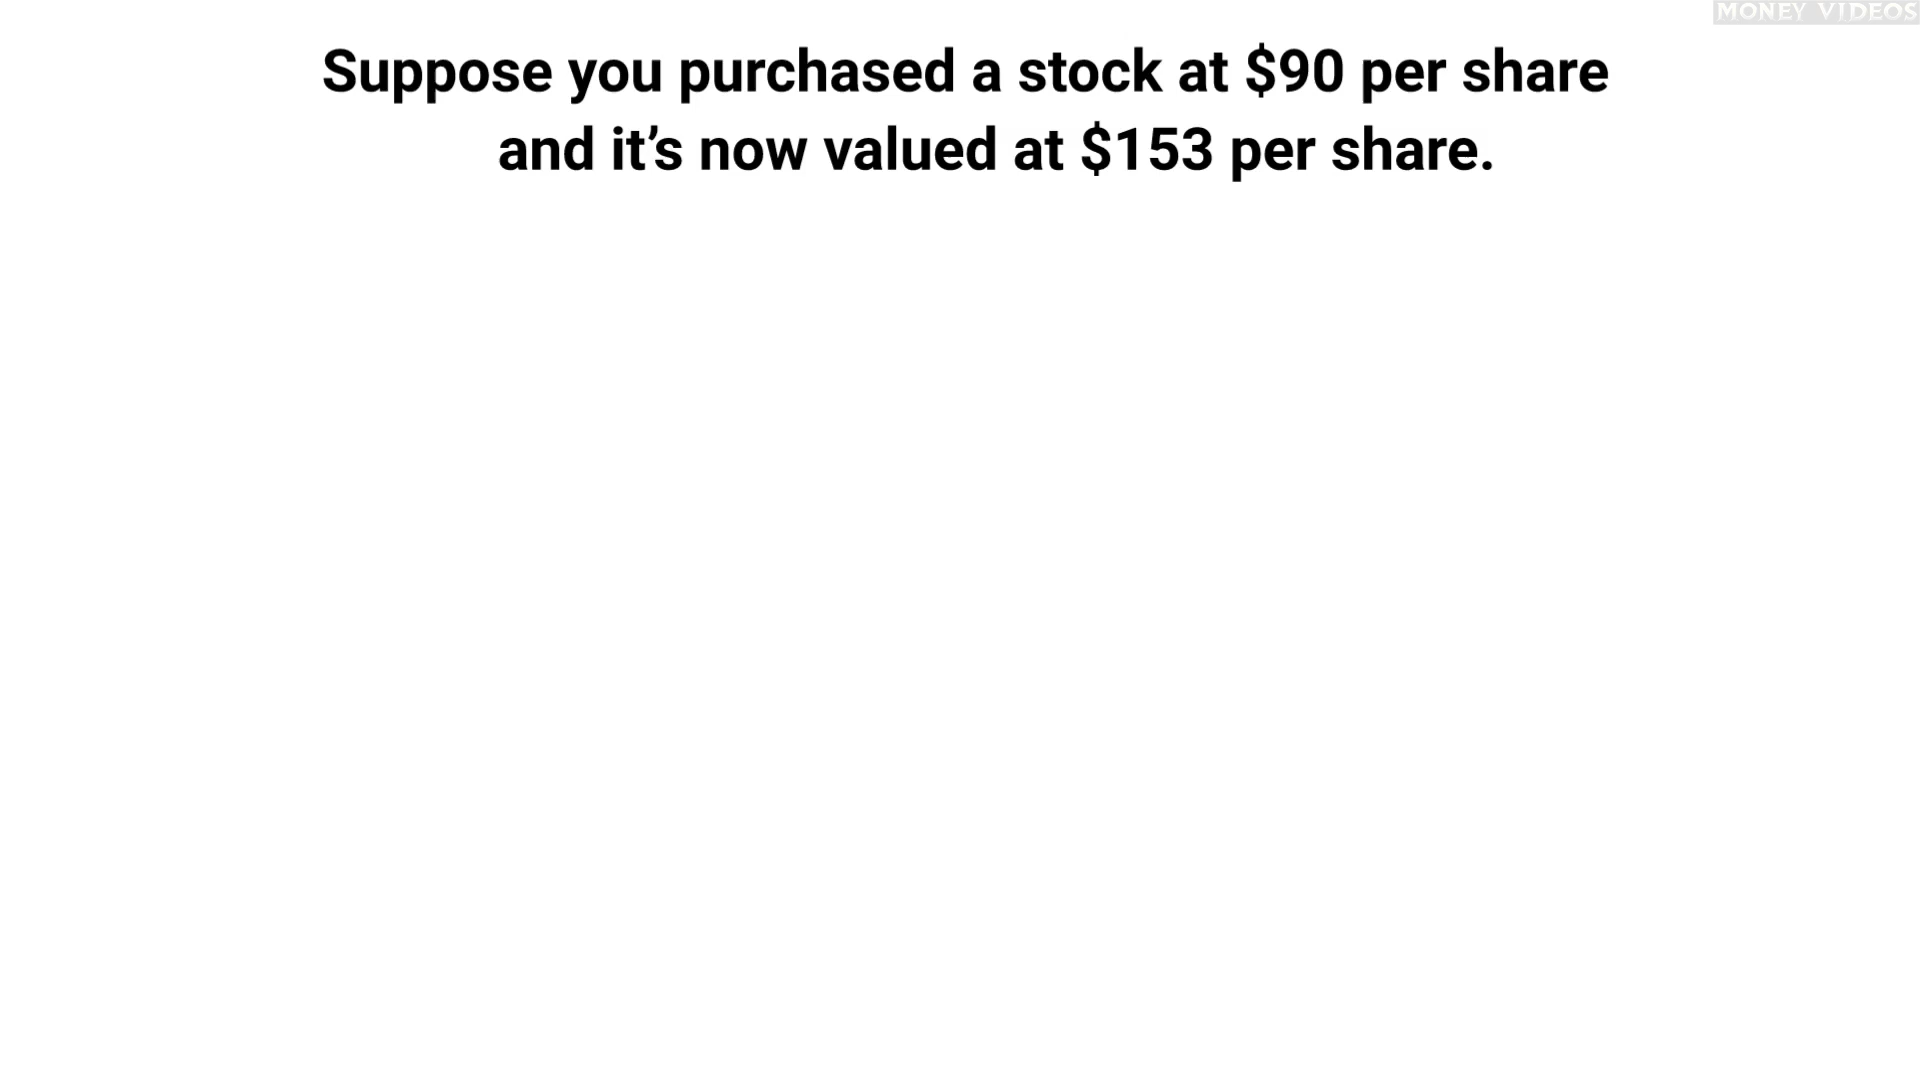 MONEY VIDEOS
Suppose you purchased a stock at $90 per share
and it’s now valued at $153 per share.